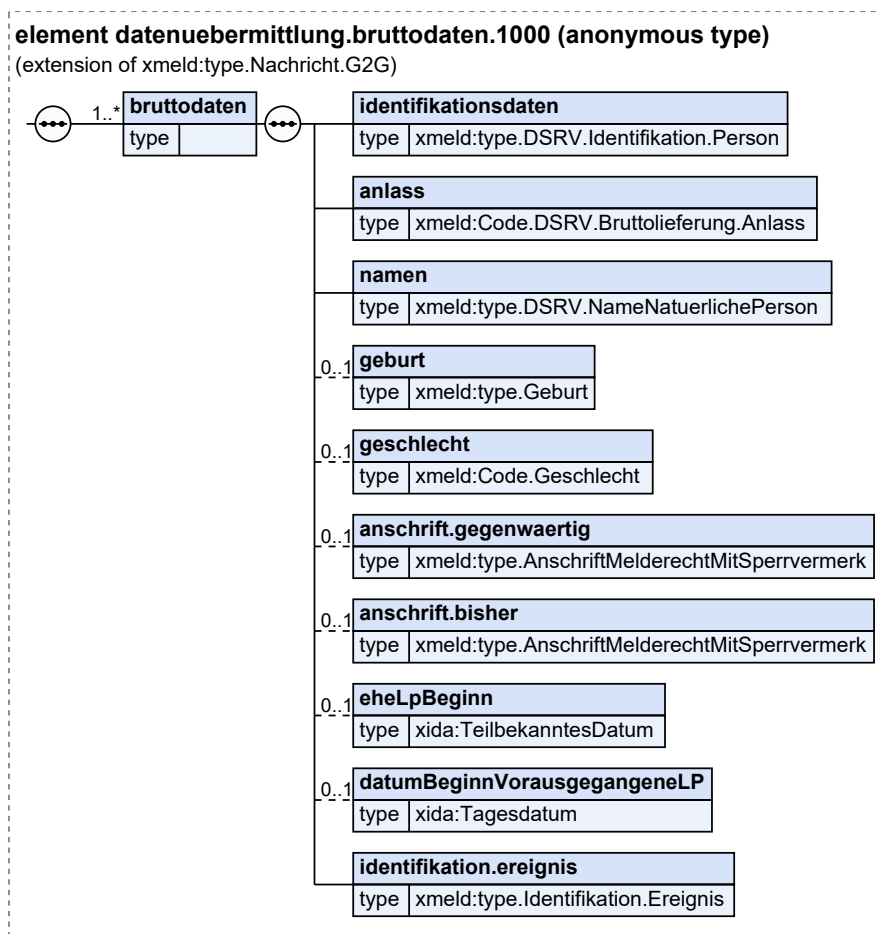 element datenuebermittlung.bruttodaten.1000 (anonymous type)
(extension of xmeld:type.Nachricht.G2G)
1..*
bruttodaten
type
identifikationsdaten
type xmeld:type.DSRV.Identifikation.Person
anlass
type xmeld:Code.DSRV.Bruttolieferung.Anlass
namen
type xmeld:type.DSRV.NameNatuerlichePerson
0..1
geburt
type xmeld:type.Geburt
0..1
geschlecht
type xmeld:Code.Geschlecht
0..1
anschrift.gegenwaertig
type xmeld:type.AnschriftMelderechtMitSperrvermerk
0..1
anschrift.bisher
type xmeld:type.AnschriftMelderechtMitSperrvermerk
0..1
eheLpBeginn
type xida:TeilbekanntesDatum
0..1
datumBeginnVorausgegangeneLP
type xida:Tagesdatum
identifikation.ereignis
type xmeld:type.Identifikation.Ereignis